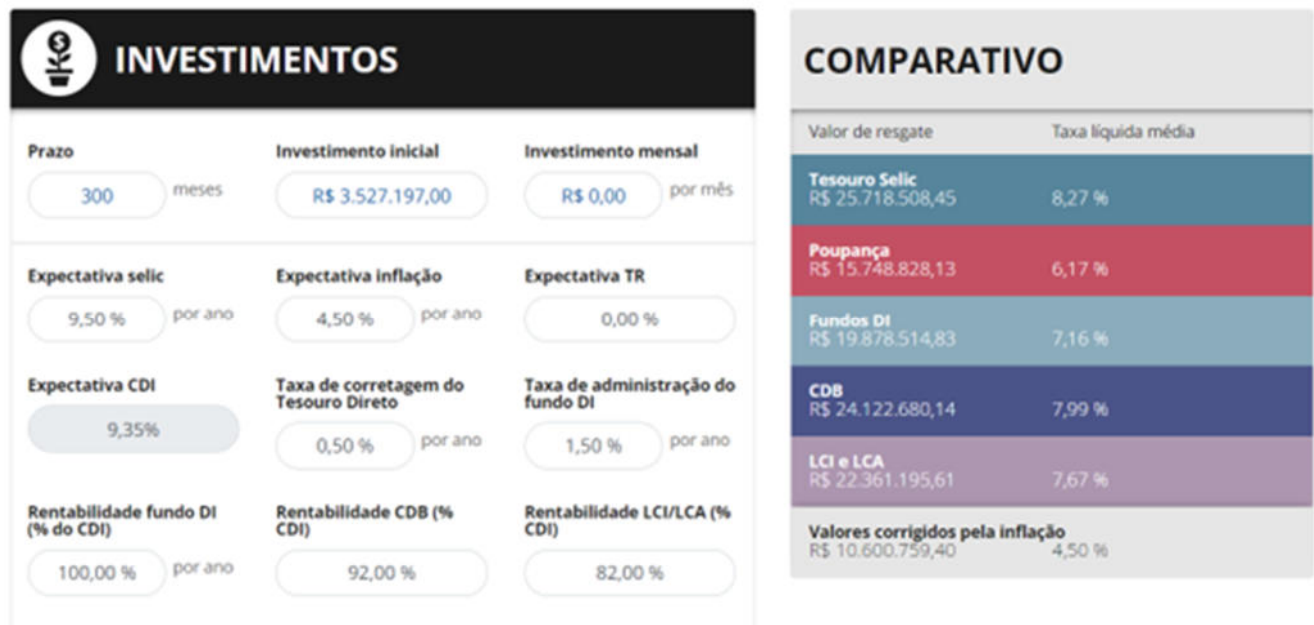 INVESTIMENTOS
Prazo
300 meses
Investimento inicial
R$ 3.527.197,00
Investimento mensal
R$ 0,00 por mês
Expectativa selic
9,50 % por ano
Expectativa inflação
4,50 % por ano
Expectativa TR
0,00 %
Expectativa CDI
9,35%
Taxa de corretagem do
Tesouro Direto
0,50 % por ano
Taxa de administração do
fundo DI
1,50 % por ano
Rentabilidade fundo DI
(% do CDI)
100,00 % por ano
Rentabilidade CDB (%
CDI)
92,00 %
Rentabilidade LCI/LCA (%
CDI)
82,00 %
COMPARATIVO
Valor de resgate Taxa líquida média
Tesouro Selic
R$ 25.718.508,45 8,27 %
Poupança
R$ 15.748.828,13 6,17 %
Fundos DI
R$ 19.878.514,83 7,16 %
CDB
R$ 24.122.680,14 7,99 %
LCI e LCA
R$ 22.361.195,61 7,67 %
Valores corrigidos pela inflação
R$ 10.600.759,40 4,50 %